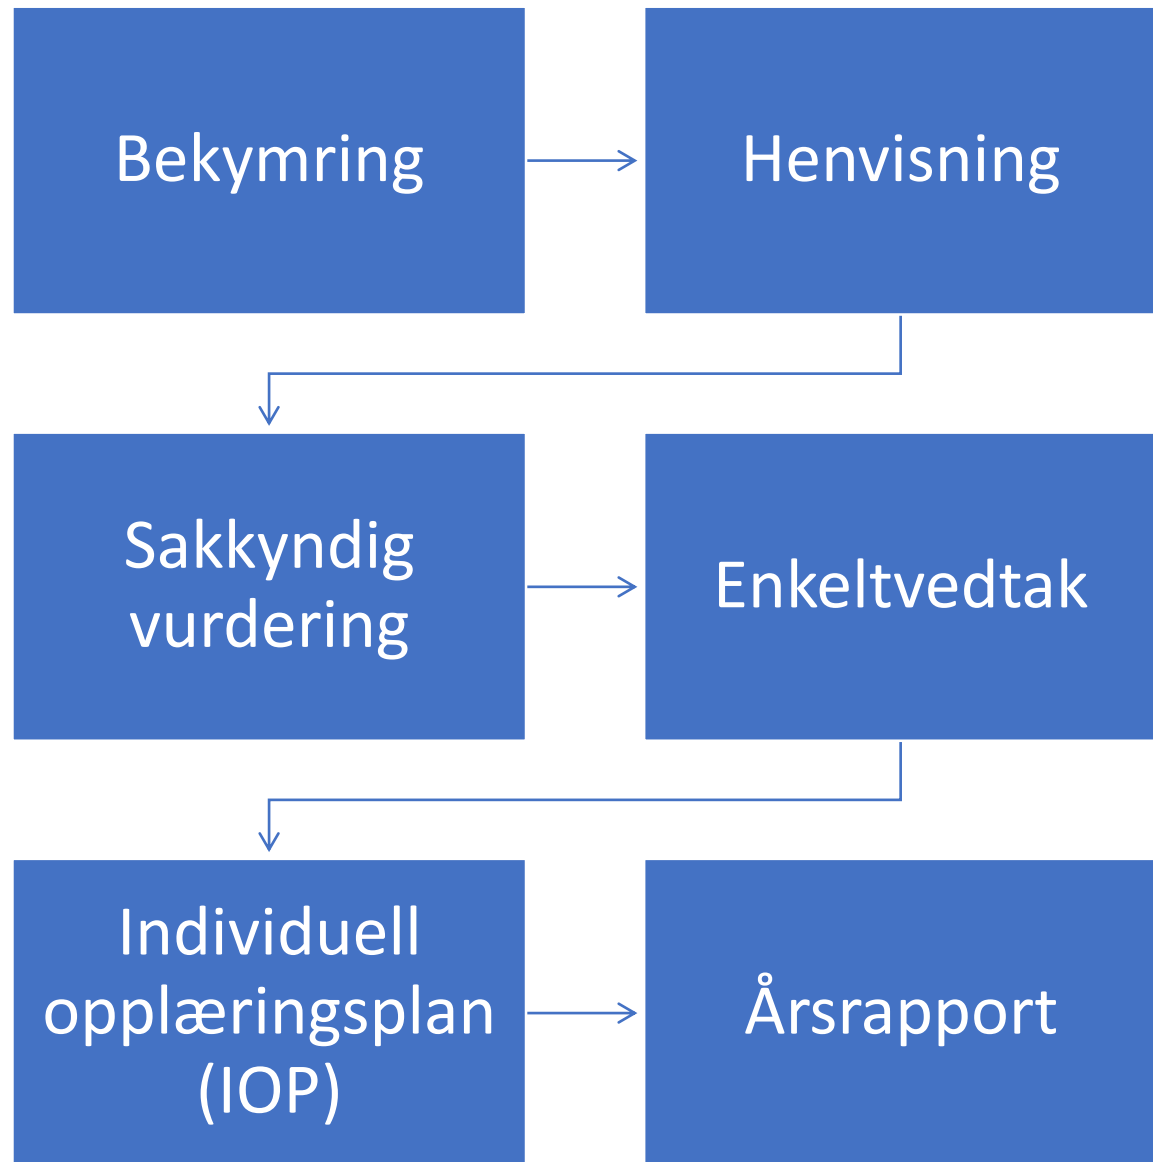 Bekymring
Henvisning
Sakkyndig
vurdering
Enkeltvedtak
Individuell
opplæringsplan
(IOP)
Årsrapport